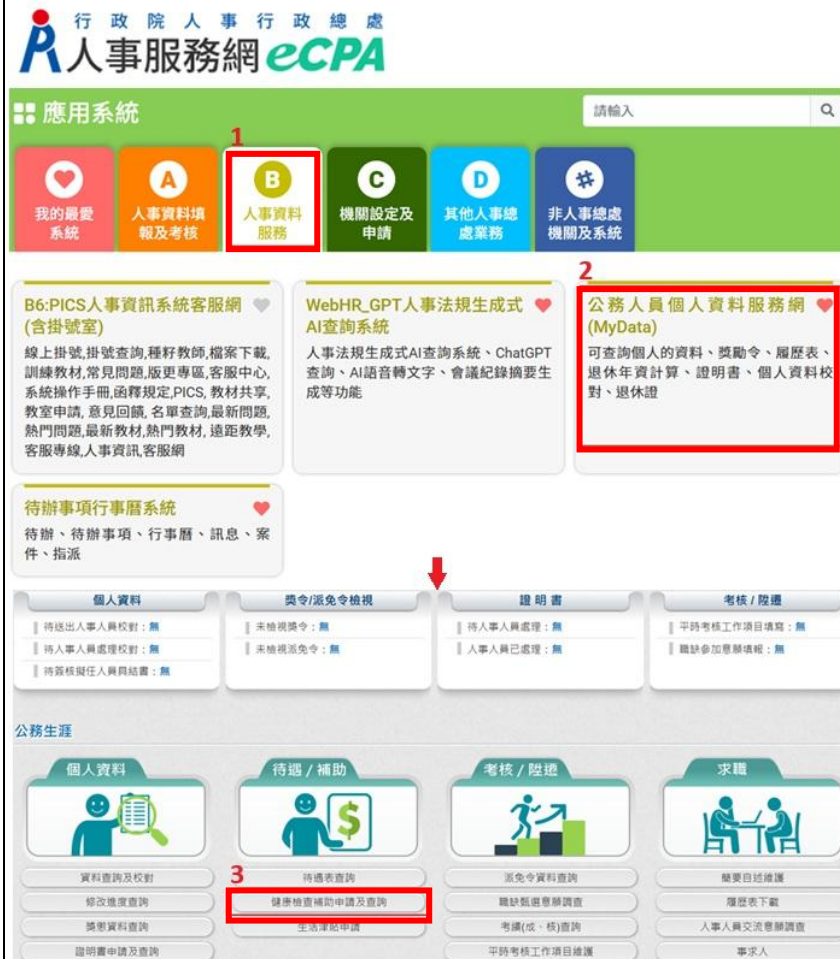 行政院人事行政總處
人事服務網eCPA
應用系統
請輸入
1
我的最愛
系統
A
人事資料填
報及考核
B
人事資料
服務
C
機關設定及
申請
D
其他人事總
處業務
#
非人事總處
機關及系統
2
B6:PICS人事資訊系統客服網
(含掛號室)
線上掛號,掛號查詢,種籽教師,檔案下載,
訓練教材,常見問題,版更專區,客服中心,
系統操作手冊,函釋規定,PICS, 教材共享,
教室申請, 意見回饋, 名單查詢,最新問題,
熱門問題,最新教材,熱門教材, 遠距教學,
客服專線,人事資訊,客服網
WebHR_GPT人事法規生成式
AI查詢系統
人事法規生成式AI查詢系統、ChatGPT
查詢、AI語音轉文字、會議紀錄摘要生
成等功能
公務人員個人資料服務網
(MyData)
可查詢個人的資料、獎勵令、履歷表、
退休年資計算、證明書、個人資料校
對、退休證
待辦事項行事曆系統
待辦、待辦事項、行事曆、訊息、案
件、指派
個人資料
待送出人事人員校對：無
待人事人員處理校對：無
待簽核擬任人員具結書：無
獎令/派免令檢視
未檢視獎令：無
未檢視派免令：無
證明書
待人事人員處理：無
人事人員已處理：無
考核 / 陞遷
平時考核工作項目填寫：無
職缺參加意願填報：無
公務生涯
個人資料
資料查詢及校對
修改進度查詢
獎懲資料查詢
證明書申請及查詢
待遇 / 補助
3
待遇表查詢
健康檢查補助申請及查詢
生活津貼申請
考核 / 陞遷
派免令資料查詢
職缺甄選意願調查
考績(成、核)查詢
平時考核工作項目維護
求職
簡要自述維護
履歷表下載
人事人員交流意願調查
事求人